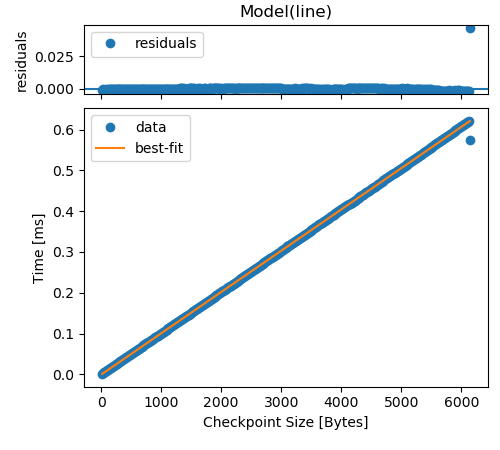 Model(line)
residuals
0.025
0.000
residuals
data
best-fit
0.6
0.5
0.4
0.3
0.2
0.1
0.0
Time [ms]
0 1000 2000 3000 4000 5000 6000
Checkpoint Size [Bytes]